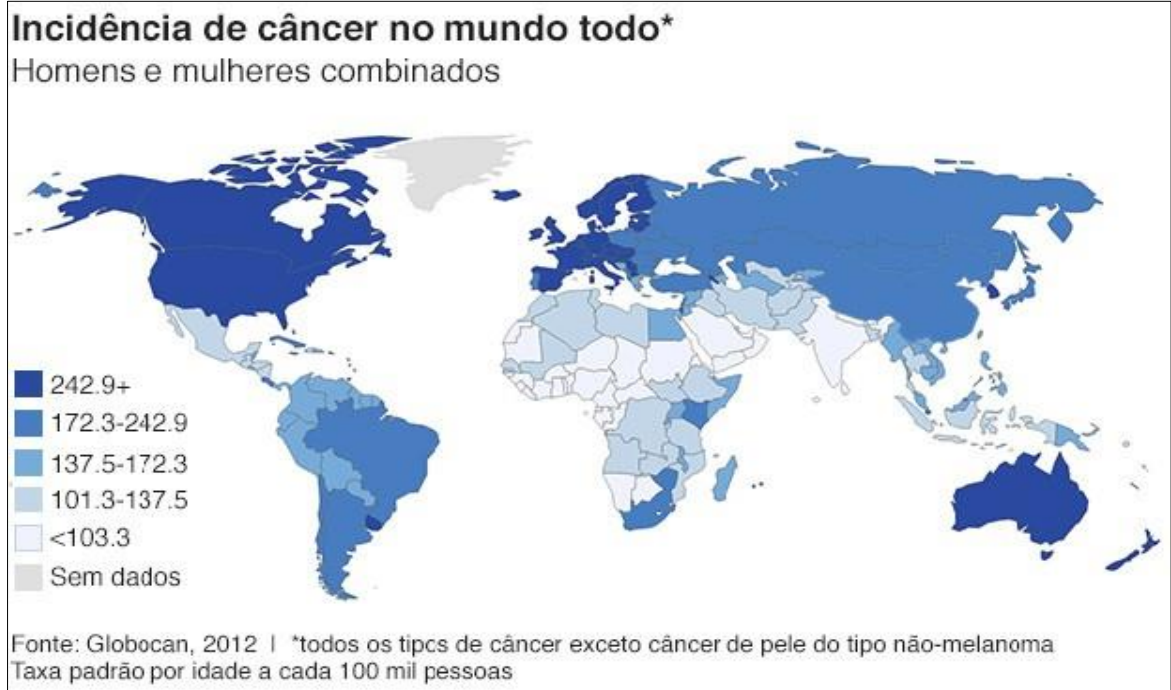 Incidência de câncer no mundo todo*
Homens e mulheres combinados
242.9+
172.3-242.9
137.5-172.3
101.3-137.5
<103.3
Sem dados
Fonte: Globocan, 2012 | *todos os tipos de câncer exceto câncer de pele do tipo não-melanoma
Taxa padrão por idade a cada 100 mil pessoas